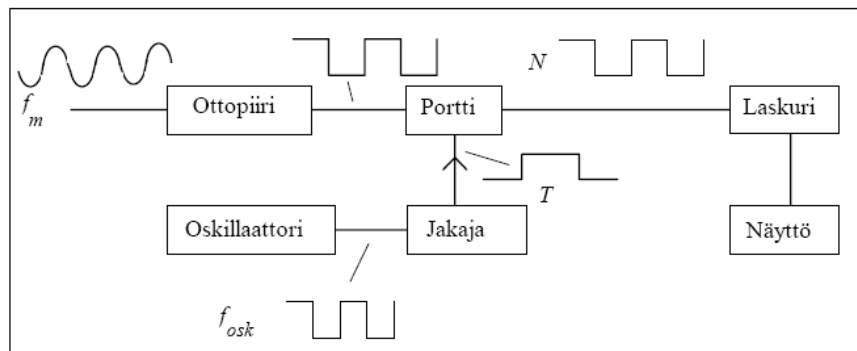 N
f_m
Ottopiiri
Portti
Laskuri
T
Oskillaattori
Jakaja
Näyttö
f_osk